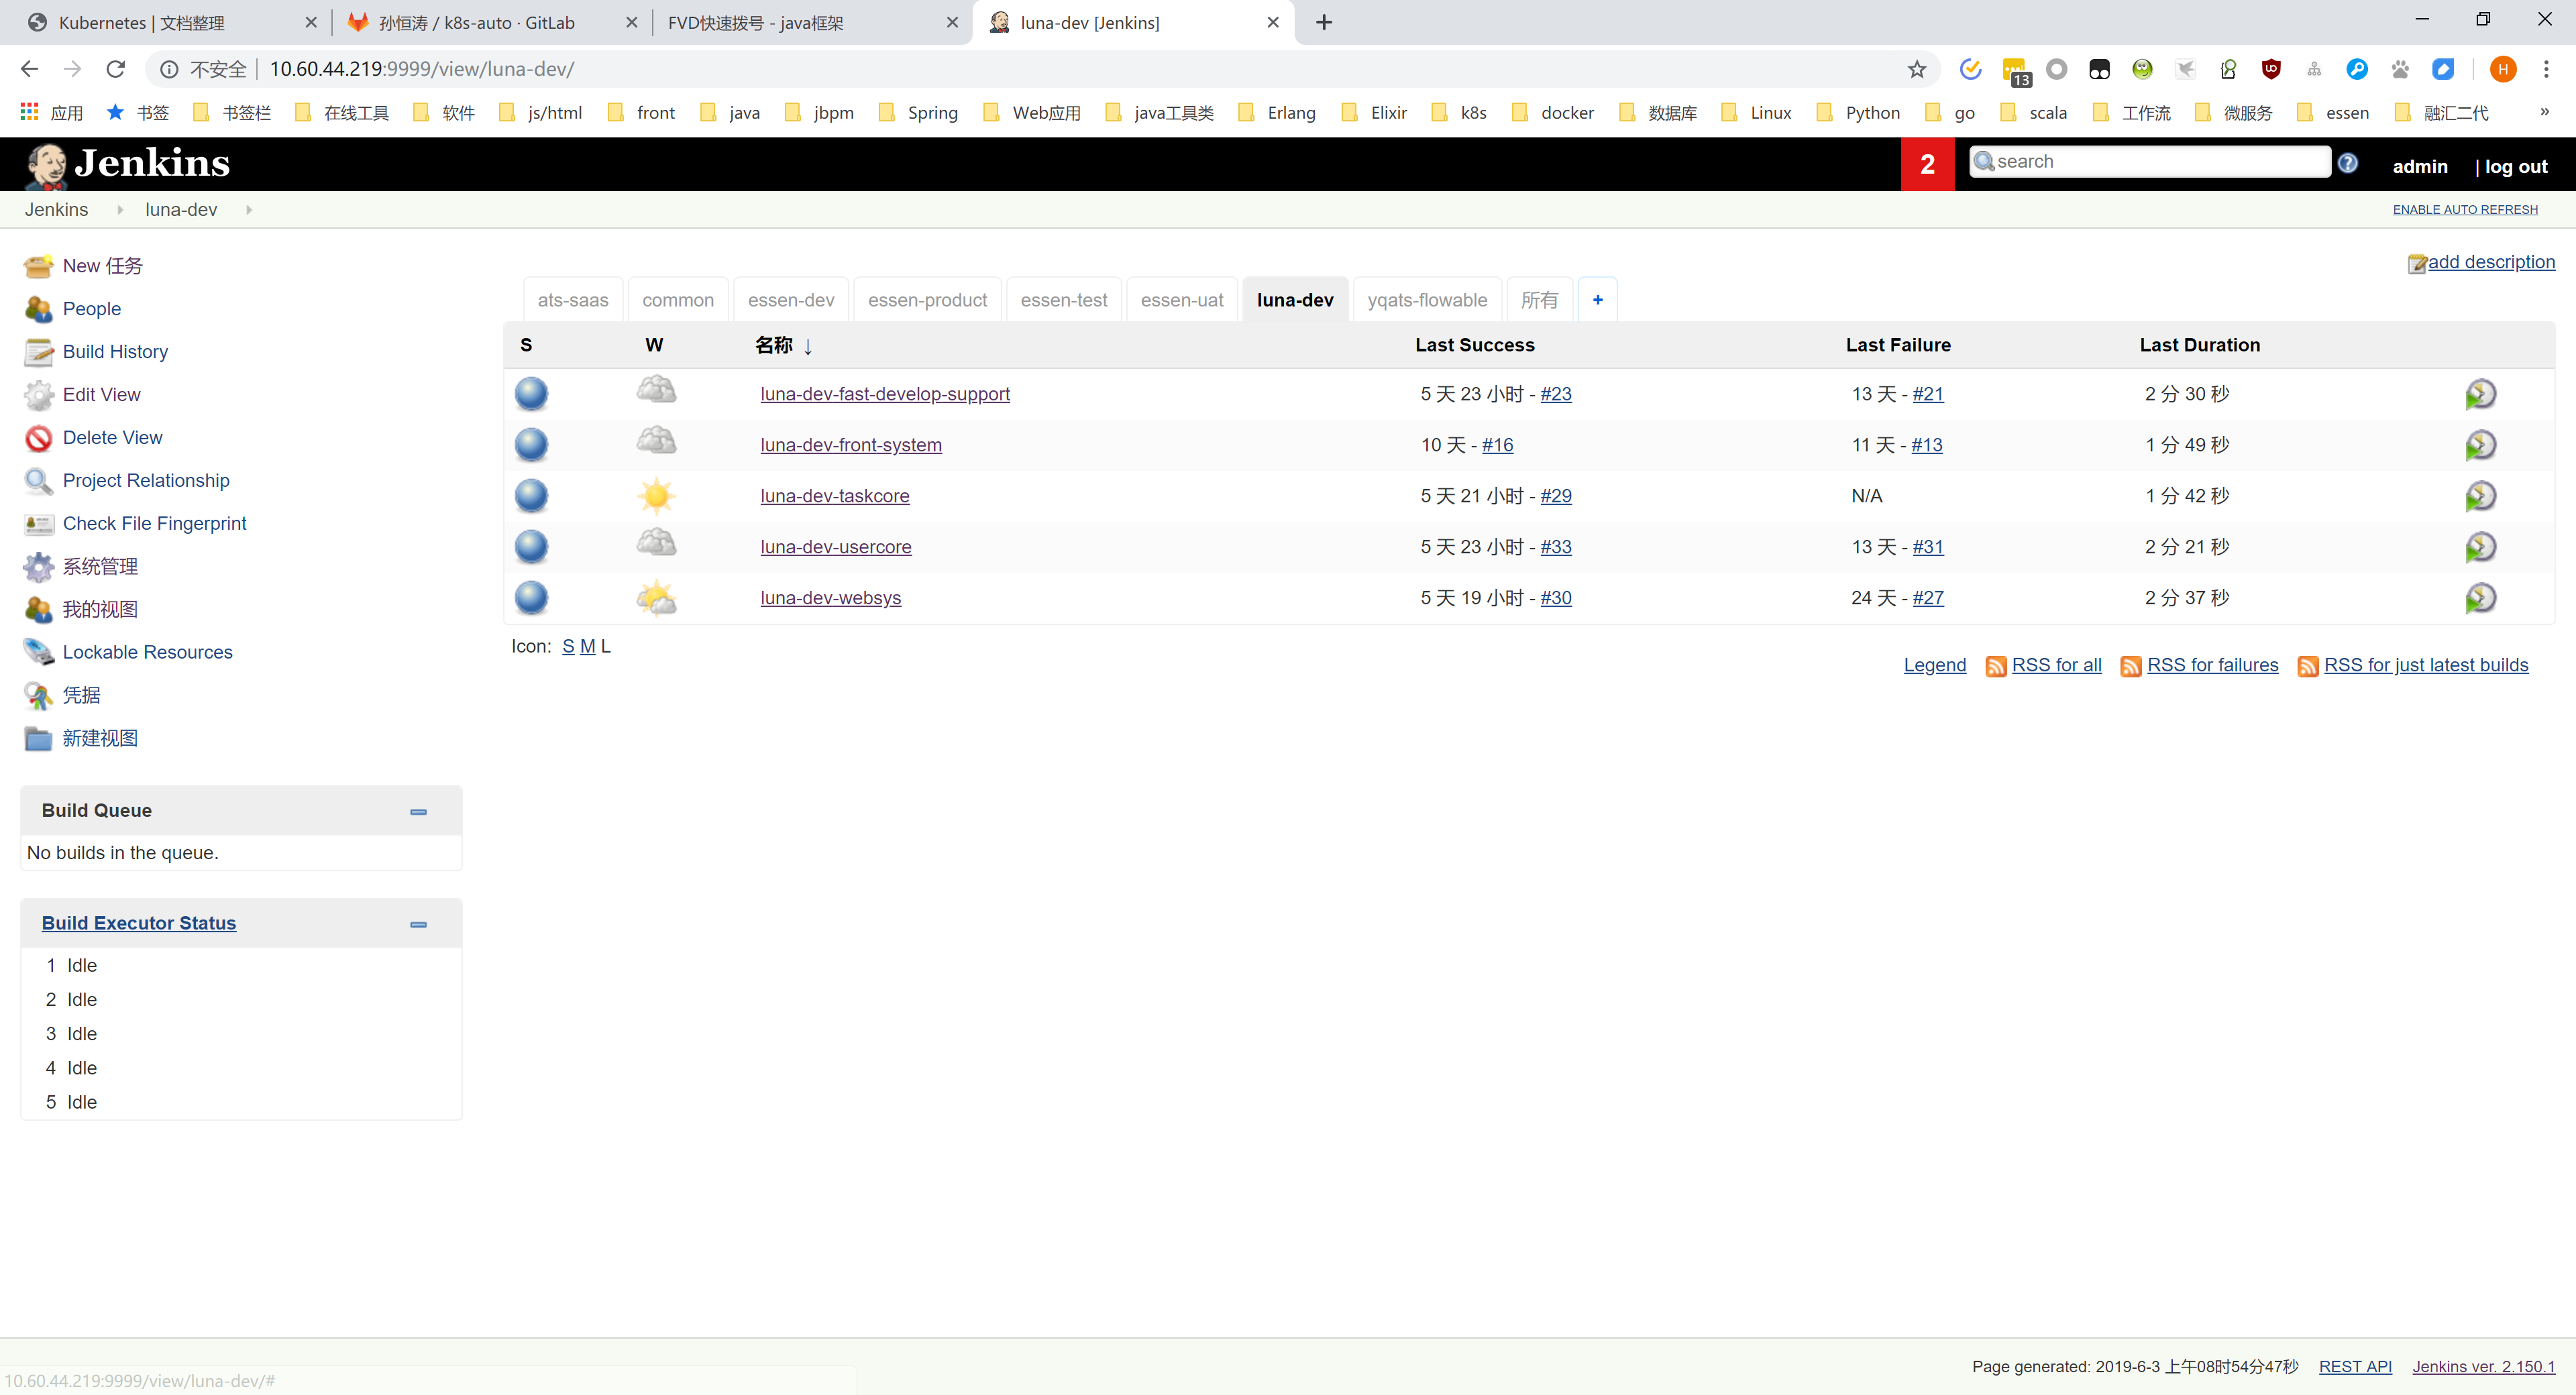 Kubernetes | 文档整理
孙恒涛 / k8s-auto · GitLab
FVD快速拨号 - java框架
luna-dev [Jenkins]
不安全 | 10.60.44.219:9999/view/luna-dev/
13
H
应用 书签 书签栏 在线工具 软件 js/html front java jbpm Spring Web应用 java工具类 Erlang Elixir k8s docker 数据库 Linux Python go scala 工作流 微服务 essen 融汇二代 »
Jenkins
2
search
admin
| log out
Jenkins luna-dev
ENABLE AUTO REFRESH
New 任务
People
Build History
Edit View
Delete View
Project Relationship
Check File Fingerprint
系统管理
我的视图
Lockable Resources
凭据
新建视图
Build Queue
No builds in the queue.
Build Executor Status
1 Idle
2 Idle
3 Idle
4 Idle
5 Idle
add description
ats-saas common essen-dev essen-product essen-test essen-uat luna-dev yqats-flowable 所有 +
S W 名称 ↓ Last Success Last Failure Last Duration
luna-dev-fast-develop-support 5 天 23 小时 - #23 13 天 - #21 2 分 30 秒
luna-dev-front-system 10 天 - #16 11 天 - #13 1 分 49 秒
luna-dev-taskcore 5 天 21 小时 - #29 N/A 1 分 42 秒
luna-dev-usercore 5 天 23 小时 - #33 13 天 - #31 2 分 21 秒
luna-dev-websys 5 天 19 小时 - #30 24 天 - #27 2 分 37 秒
Icon: S M L
Legend RSS for all RSS for failures RSS for just latest builds
Page generated: 2019-6-3 上午08时54分47秒 REST API Jenkins ver. 2.150.1
10.60.44.219:9999/view/luna-dev/#